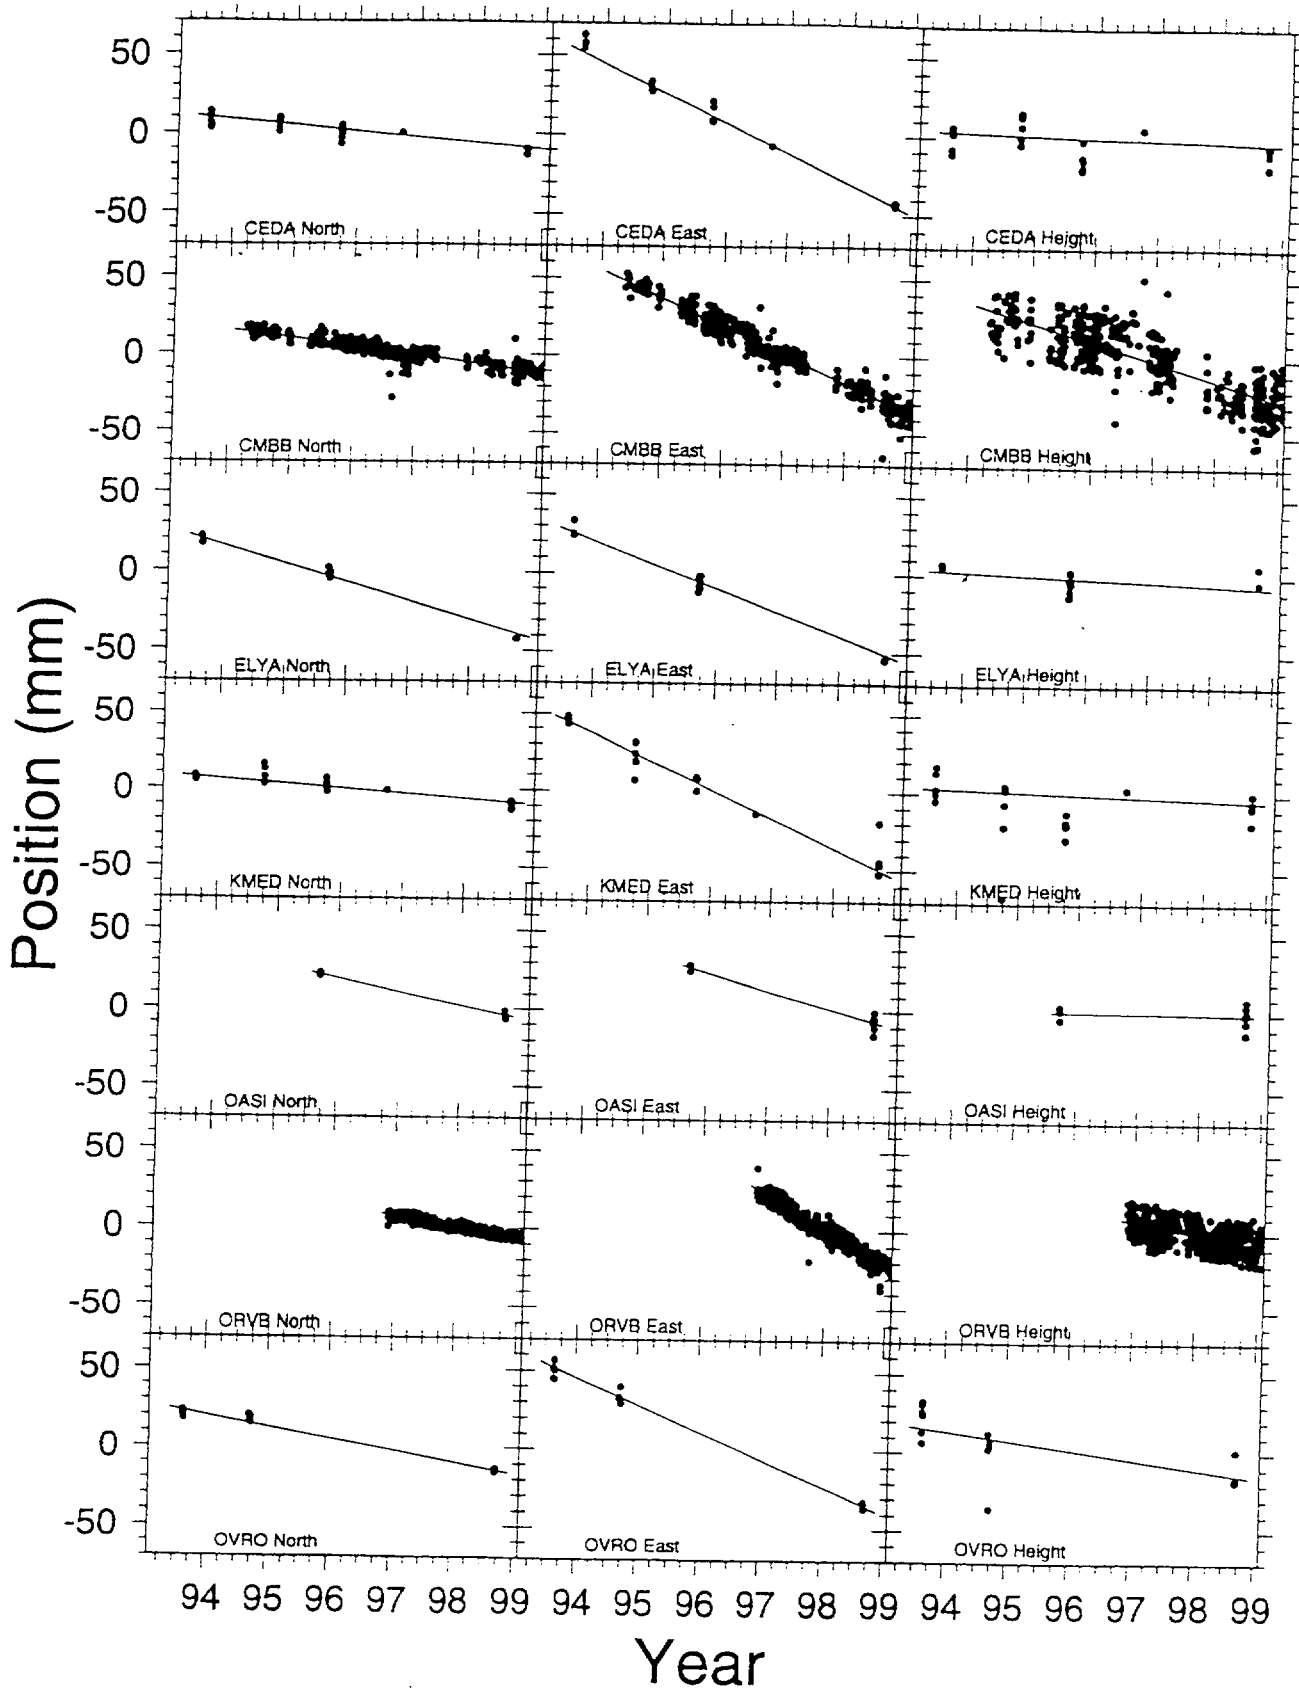 50
0
-50
CEDA North
CEDA East
CEDA Height
50
0
-50
CMBB North
CMBB East
CMBB Height
50
0
-50
ELYA North
ELYA East
ELYA Height
50
0
-50
KMED North
KMED East
KMED Height
50
0
-50
OASI North
OASI East
OASI Height
50
0
-50
ORVB North
ORVB East
ORVB Height
50
0
-50
OVRO North
OVRO East
OVRO Height
Position (mm)
94 95 96 97 98 99 94 95 96 97 98 99 94 95 96 97 98 99
Year